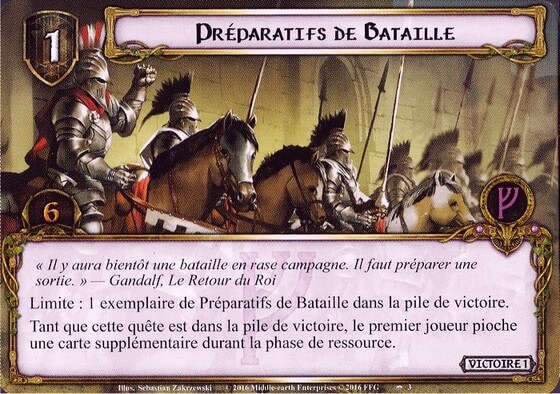 1
Préparatifs de Bataille
6
« Il y aura bientôt une bataille en rase campagne. Il faut préparer une
sortie. » — Gandalf, Le Retour du Roi
Limite : 1 exemplaire de Préparatifs de Bataille dans la pile de victoire.
Tant que cette quête est dans la pile de victoire, le premier joueur pioche
une carte supplémentaire durant la phase de ressource.
VICTOIRE 1
Illus. Sebastian Zakrzewski © 2016 Middle-earth Enterprises © 2016 FFG 3